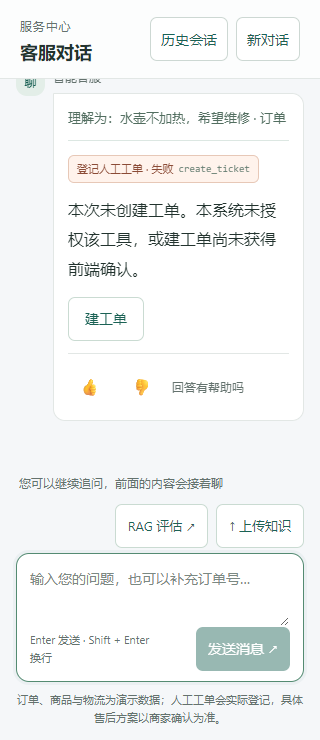 服务中心
客服对话
历史会话
新对话
聊
智能客服
理解为：水壶不加热，希望维修 · 订单
登记人工工单 · 失败 create_ticket
本次未创建工单。本系统未授
权该工具，或建工单尚未获得
前端确认。
建工单
👍 👎 回答有帮助吗
您可以继续追问，前面的内容会接着聊
RAG 评估 ↗
↑ 上传知识
输入您的问题，也可以补充订单号...
Enter 发送 · Shift + Enter
换行
发送消息 ↗
订单、商品与物流为演示数据；人工工单会实际登记，具体
售后方案以商家确认为准。